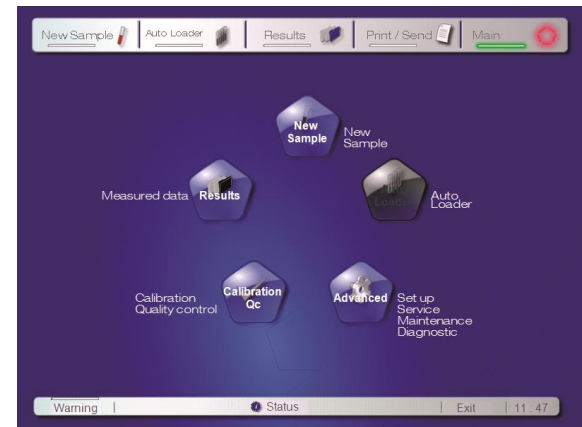 New Sample
Auto Loader
Results
Print / Send
Main
New
Sample
New
Sample
Results
Measured data
Loader
Auto
Loader
Calibration
Qc
Calibration
Quality control
Advanced
Set up
Service
Maintenance
Diagnostic
Warning
Status
Exit
11 . 47